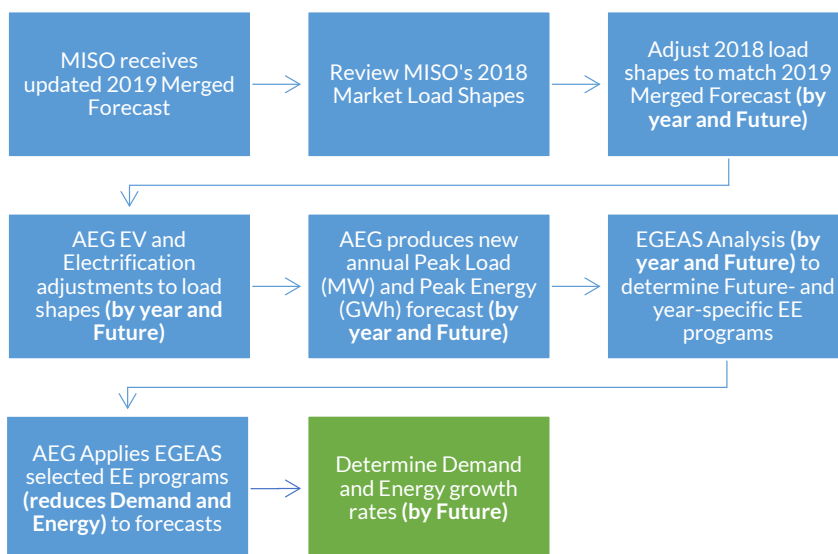 MISO receives
updated 2019 Merged
Forecast
Review MISO's 2018
Market Load Shapes
Adjust 2018 load
shapes to match 2019
Merged Forecast (by
year and Future)
AEG EV and
Electrification
adjustments to load
shapes (by year and
Future)
AEG produces new
annual Peak Load
(MW) and Peak Energy
(GWh) forecast (by
year and Future)
EGEAS Analysis (by
year and Future) to
determine Future- and
year-specific EE
programs
AEG Applies EGEAS
selected EE programs
(reduces Demand and
Energy) to forecasts
Determine Demand
and Energy growth
rates (by Future)